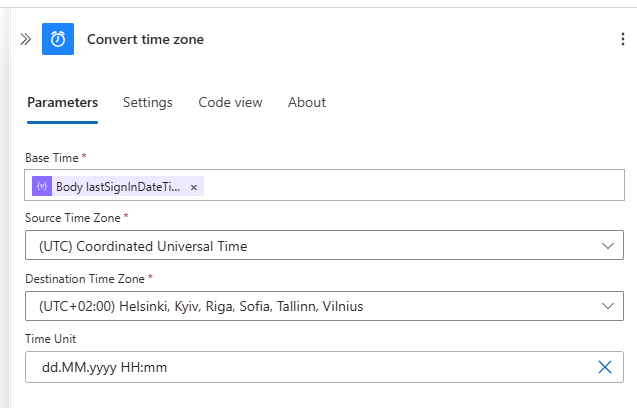 Convert time zone
Parameters Settings Code view About
Base Time *
Body lastSignInDateTi... ×
Source Time Zone *
(UTC) Coordinated Universal Time
Destination Time Zone *
(UTC+02:00) Helsinki, Kyiv, Riga, Sofia, Tallinn, Vilnius
Time Unit
dd.MM.yyyy HH:mm